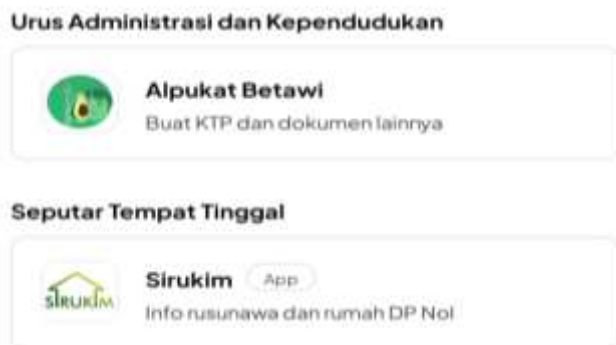 Urus Administrasi dan Kependudukan
Alpukat Betawi
Buat KTP dan dokumen lainnya
Seputar Tempat Tinggal
Sirukim App
SIRUKIM
Info rusunawa dan rumah DP Nol